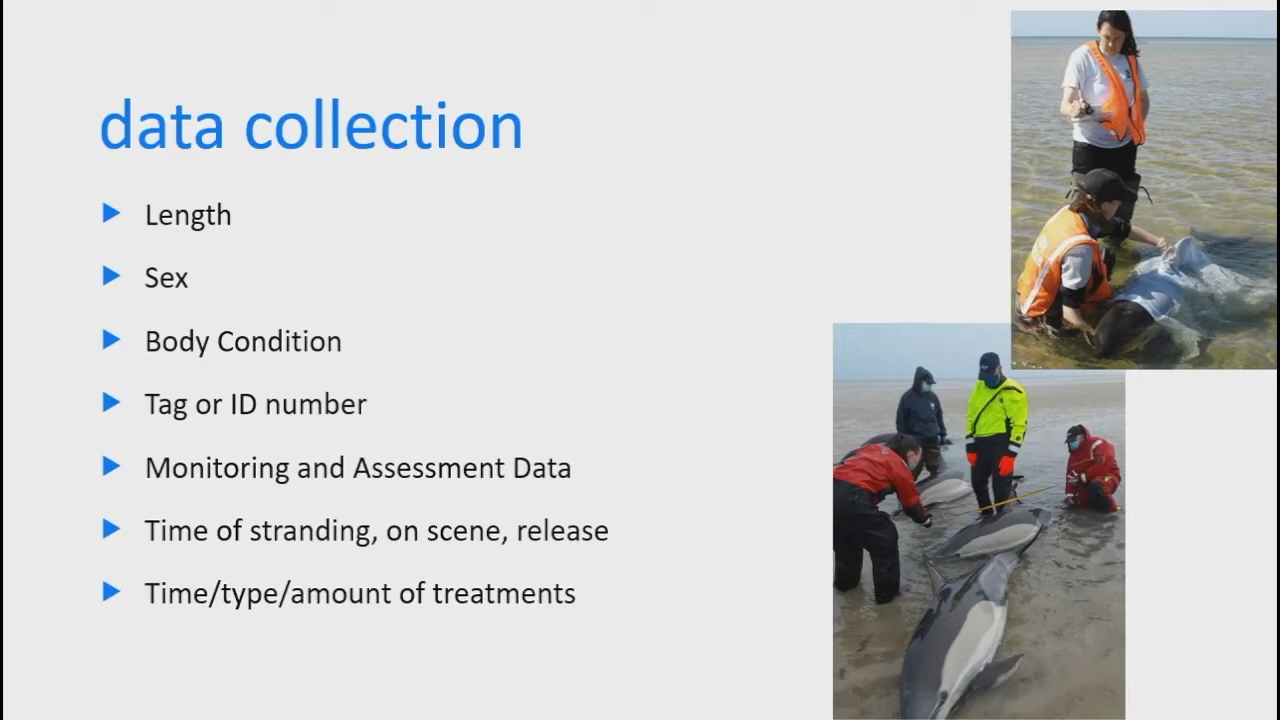 data collection
Length
Sex
Body Condition
Tag or ID number
Monitoring and Assessment Data
Time of stranding, on scene, release
Time/type/amount of treatments